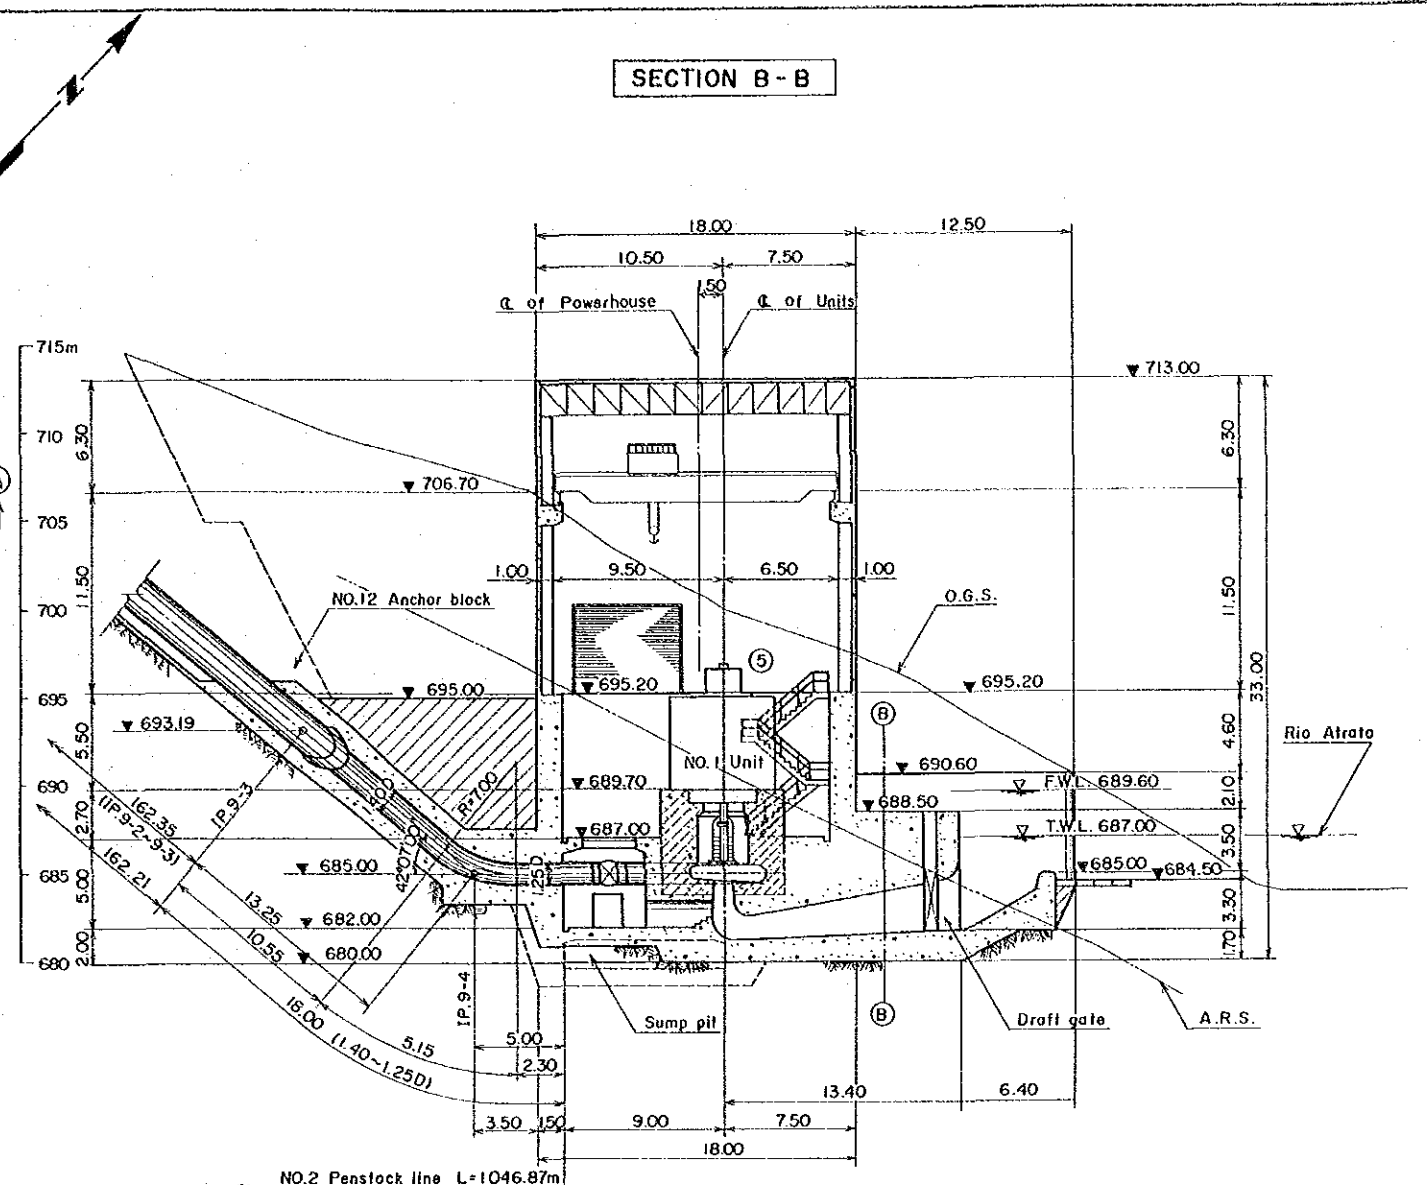 N
SECTION B-B
18.00
12.50
10.50
7.50
1.50
℄ of Powerhouse
℄ of Units
715m
713.00
710
6.30
6.30
706.70
705
1.00
9.50
6.50
1.00
11.50
11.50
NO.12 Anchor block
O.G.S.
700
5
695
695.00
695.20
695.20
33.00
693.19
B
5.50
4.60
Rio Atrato
NO.1 Unit
690.60
690
689.70
F.W.L. 689.60
2.10
1.40D
R=7.00
688.50
2.70
162.35
(IP.9-2~9-3)
IP.9-3
687.00
T.W.L. 687.00
3.50
162.21
685
685.00
1.25D
685.00
684.50
5.00
13.25
682.00
3.30
10.55
680.00
2.00
680
1.70
18.00
(1.40~1.25D)
5.15
IP.9-4
Sump pit
B
Draft gate
A.R.S.
5.00
2.30
13.40
6.40
3.50
1.50
9.00
7.50
18.00
NO.2 Penstock line L=1046.87m